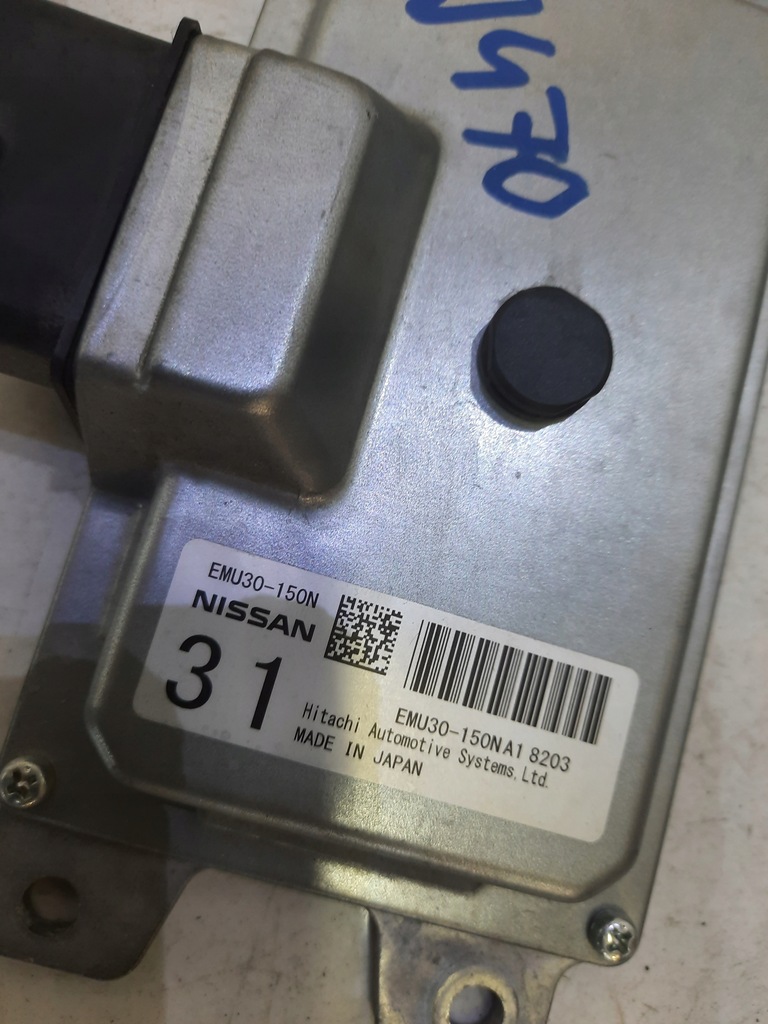 EMU30-150N
NISSAN
31
EMU30-150NA1 8203
Hitachi Automotive Systems,Ltd.
MADE IN JAPAN